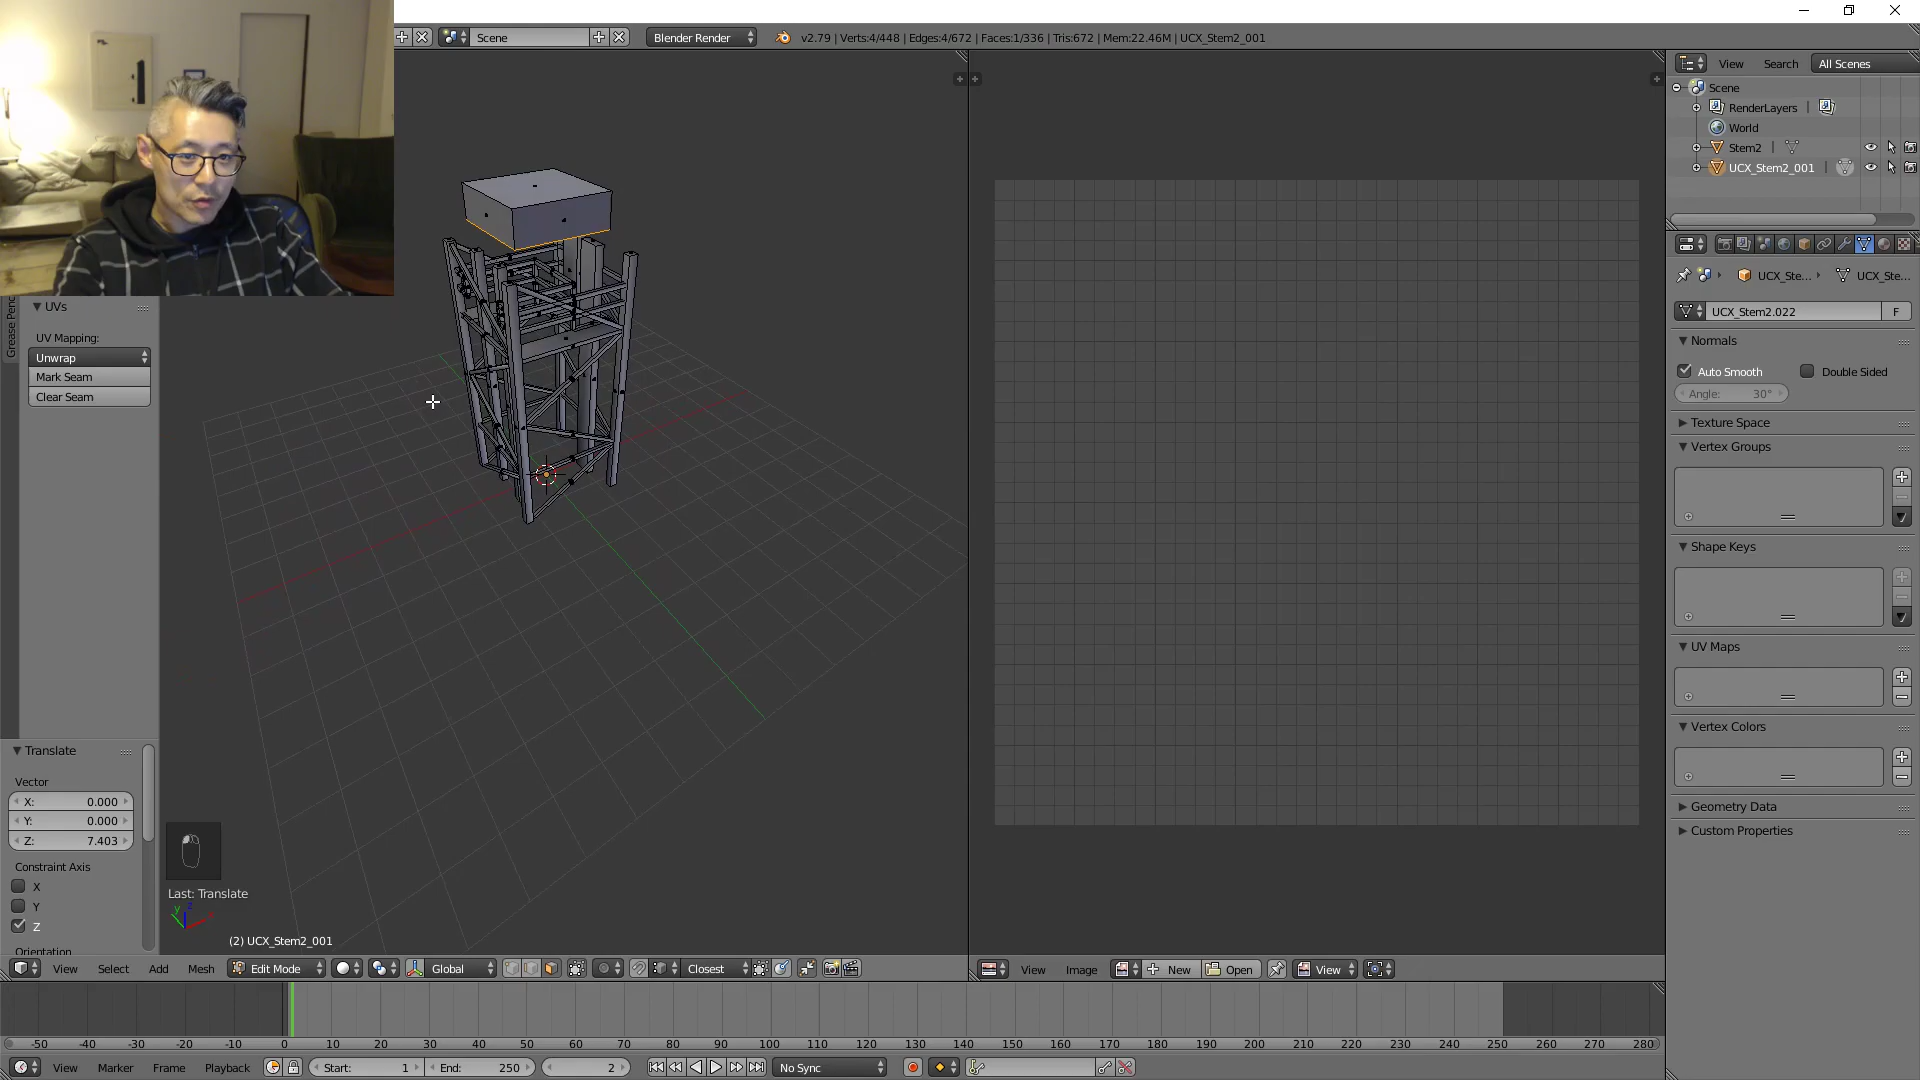 Scene
Blender Render
v2.79 | Verts:4/448 | Edges:4/672 | Faces:1/336 | Tris:672 | Mem:22.46M | UCX_Stem2_001
View
Search
All Scenes
Scene
RenderLayers
World
Stem2
UCX_Stem2_001
UCX_Ste...
UCX_Ste...
UCX_Stem2.022
F
Normals
Auto Smooth
Double Sided
Angle: 30°
Texture Space
Vertex Groups
Shape Keys
UV Maps
Vertex Colors
Geometry Data
Custom Properties
UVs
UV Mapping:
Unwrap
Mark Seam
Clear Seam
Translate
Vector
X: 0.000
Y: 0.000
Z: 7.403
Constraint Axis
X
Y
Z
Orientation
Last: Translate
(2) UCX_Stem2_001
View
Select
Add
Mesh
Edit Mode
Global
Closest
View
Image
New
Open
View
-50 -40 -30 -20 -10 0 10 20 30 40 50 60 70 80 90 100 110 120 130 140 150 160 170 180 190 200 210 220 230 240 250 260 270 280
View
Marker
Frame
Playback
Start: 1
End: 250
2
No Sync